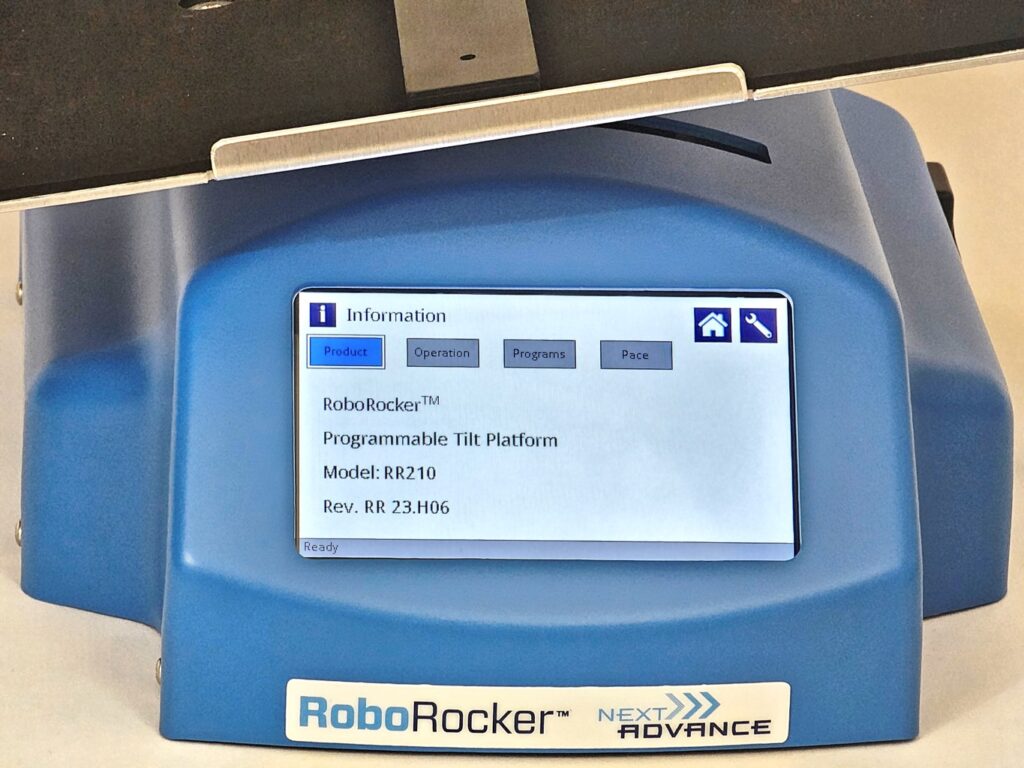 i Information
Product Operation Programs Pace
RoboRocker™
Programmable Tilt Platform
Model: RR210
Rev. RR 23.H06
Ready
RoboRocker™ NEXT
ADVANCE